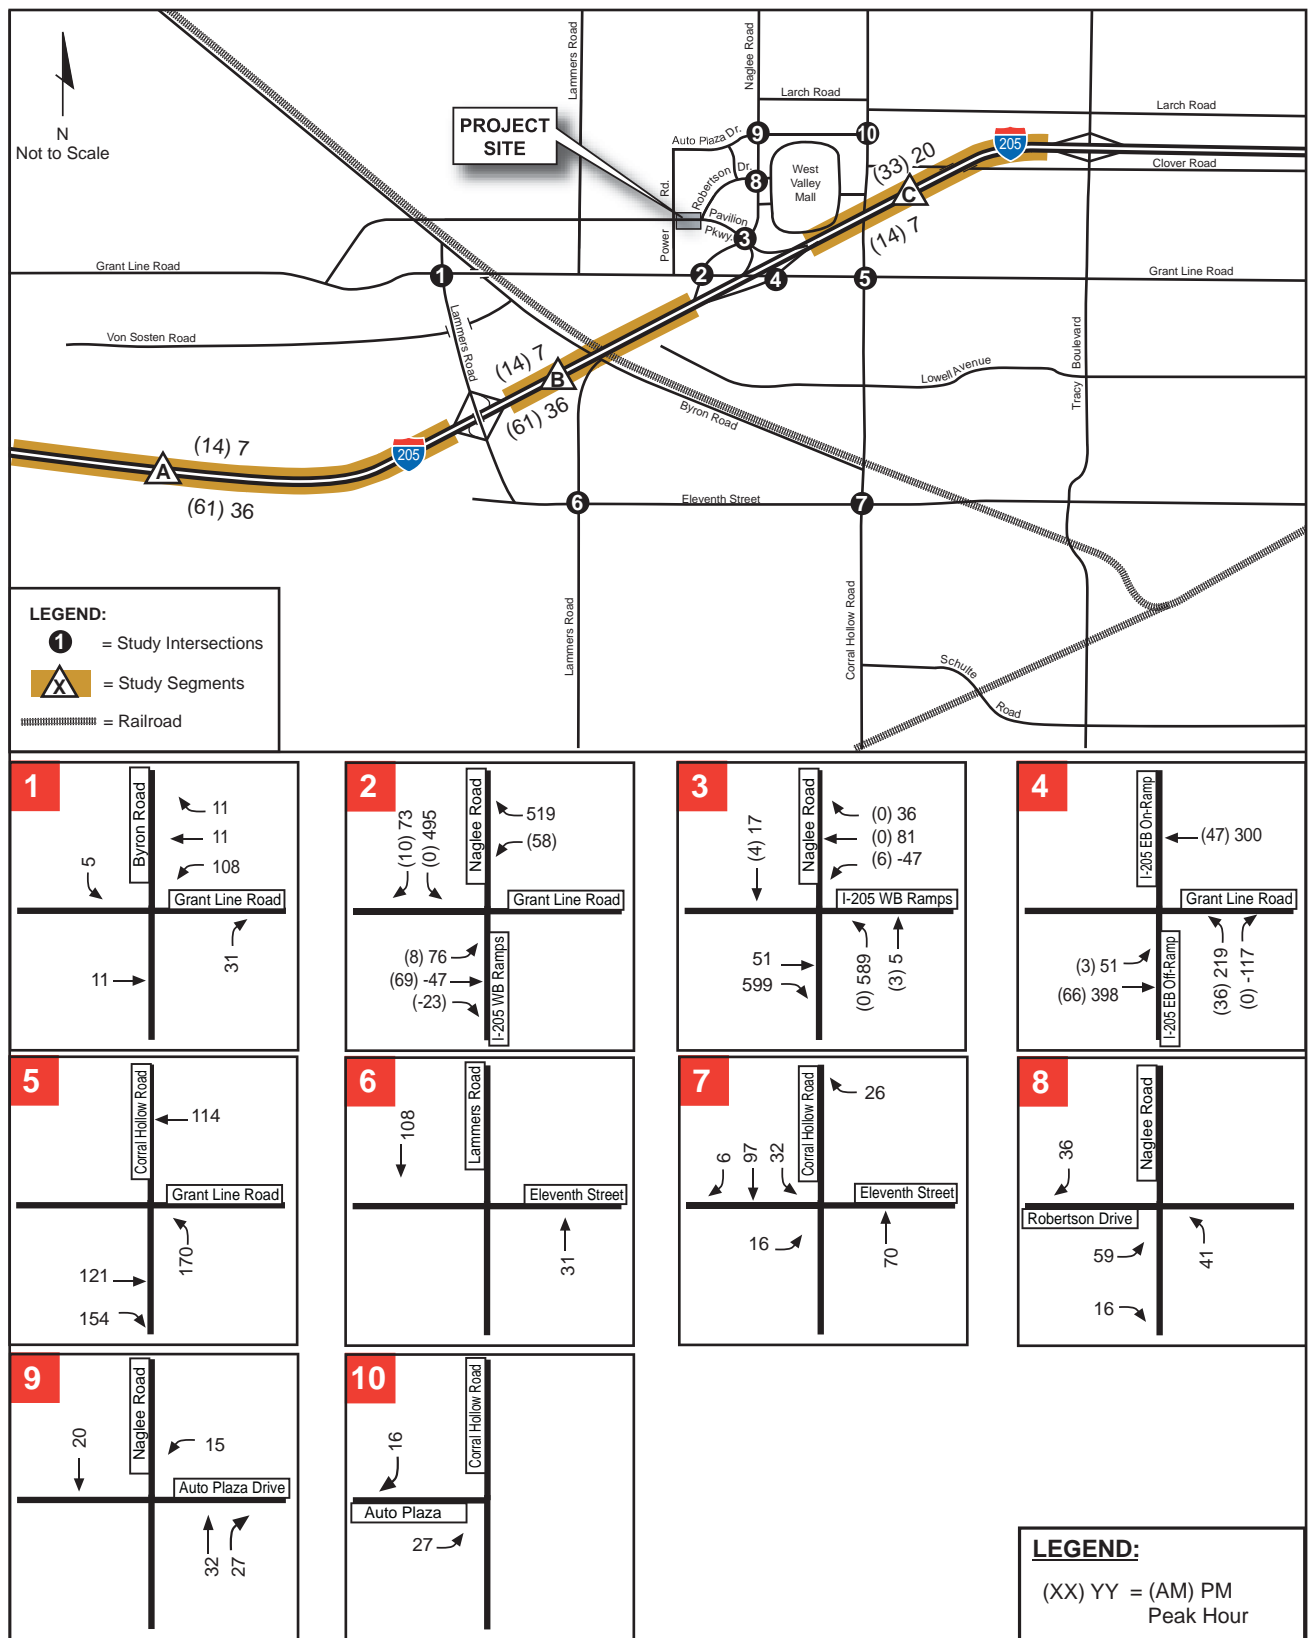 N
Not to Scale
PROJECT
SITE
Lammers Road
Naglee Road
Larch Road
Larch Road
Auto Plaza Dr.
9
10
205
Clover Road
(33) 20
Robertson Dr.
8
West
Valley
Mall
C
Power Rd.
Pavilion
Pkwy.
3
(14) 7
Grant Line Road
1
2
4
5
Grant Line Road
Von Sosten Road
Lammers Road
(14) 7
B
(61) 36
Lowell Avenue
Tracy Boulevard
Byron Road
(14) 7
A
205
(61) 36
6
Eleventh Street
7
Lammers Road
Corral Hollow Road
Schulte
Road
LEGEND:
1 = Study Intersections
X = Study Segments
= Railroad
1
Byron Road
11
11
108
5
Grant Line Road
31
11
2
Naglee Road
(10) 73
(0) 495
519
(58)
Grant Line Road
(8) 76
(69) -47
(-23)
I-205 WB Ramps
3
Naglee Road
(4) 17
(0) 36
(0) 81
(6) -47
I-205 WB Ramps
51
599
(0) 589
(3) 5
4
I-205 EB On-Ramp
(47) 300
Grant Line Road
(3) 51
(66) 398
I-205 EB Off-Ramp
(36) 219
(0) -117
5
Corral Hollow Road
114
Grant Line Road
170
121
154
6
Lammers Road
108
Eleventh Street
31
7
Corral Hollow Road
26
6
97
32
Eleventh Street
16
70
8
Naglee Road
36
Robertson Drive
59
41
16
9
Naglee Road
20
15
Auto Plaza Drive
32
27
10
Corral Hollow Road
16
Auto Plaza
27
LEGEND:
(XX) YY = (AM) PM
Peak Hour